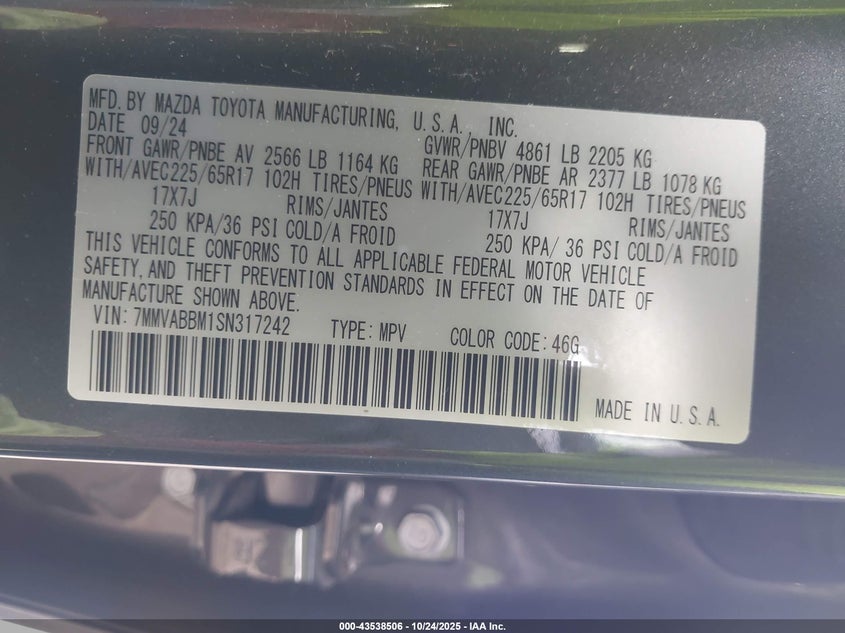 MFD. BY MAZDA TOYOTA MANUFACTURING, U.S.A., INC.
DATE 09/24 GVWR/PNBV 4861 LB 2205 KG
FRONT GAWR/PNBE AV 2566 LB 1164 KG REAR GAWR/PNBE AR 2377 LB 1078 KG
WITH/AVEC225/65R17 102H TIRES/PNEUS WITH/AVEC225/65R17 102H TIRES/PNEUS
17X7J RIMS/JANTES 17X7J RIMS/JANTES
250 KPA/36 PSI COLD/A FROID 250 KPA/ 36 PSI COLD/A FROID
THIS VEHICLE CONFORMS TO ALL APPLICABLE FEDERAL MOTOR VEHICLE
SAFETY, AND THEFT PREVENTION STANDARDS IN EFFECT ON THE DATE OF
MANUFACTURE SHOWN ABOVE.
VIN: 7MMVABBM1SN317242 TYPE: MPV COLOR CODE: 46G
MADE IN U.S.A.
000-43538506 - 10/24/2025 - IAA Inc.